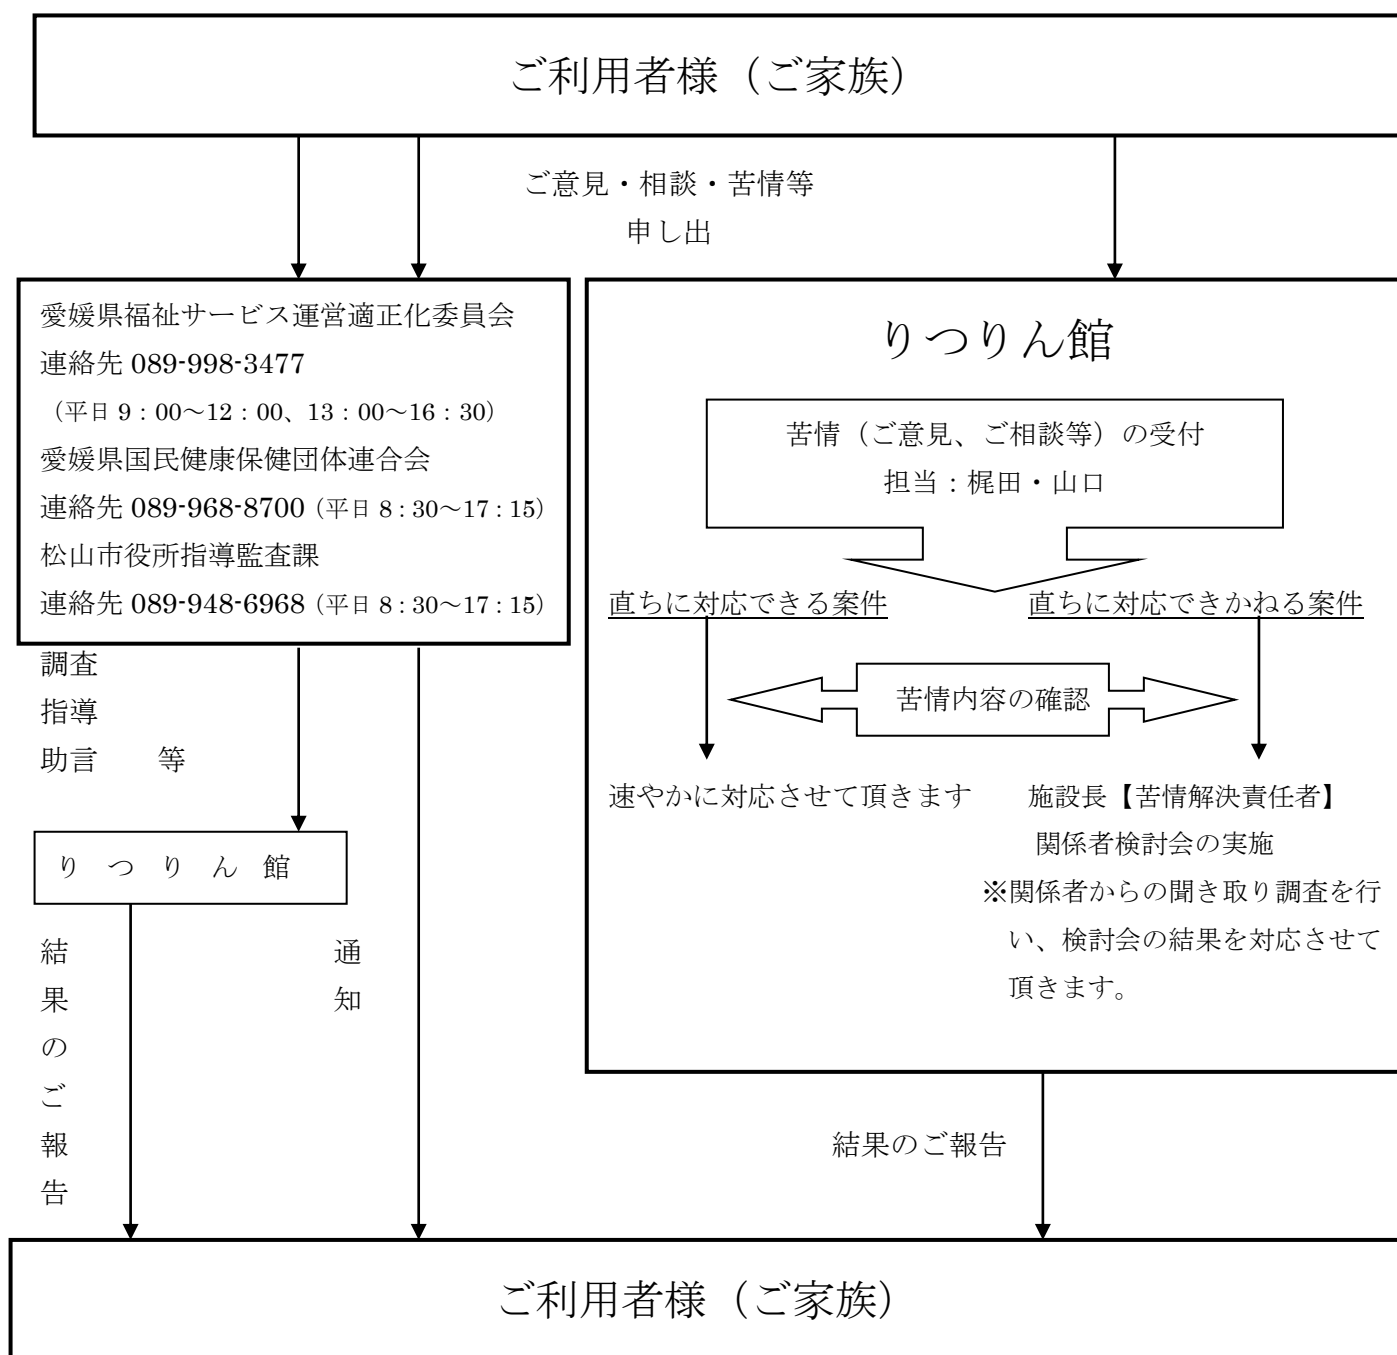 ご利用者様（ご家族）
ご意見・相談・苦情等
申し出
愛媛県福祉サービス運営適正化委員会
連絡先 089-998-3477
（平日 9：00～12：00、13：00～16：30）
愛媛県国民健康保健団体連合会
連絡先 089-968-8700（平日 8：30～17：15）
松山市役所指導監査課
連絡先 089-948-6968（平日 8：30～17：15）
調査
指導
助言　等
りつりん館
結果のご報告
通知
りつりん館
苦情（ご意見、ご相談等）の受付
担当：梶田・山口
直ちに対応できる案件
直ちに対応できかねる案件
苦情内容の確認
速やかに対応させて頂きます
施設長【苦情解決責任者】
関係者検討会の実施
※関係者からの聞き取り調査を行
い、検討会の結果を対応させて
頂きます。
結果のご報告
ご利用者様（ご家族）